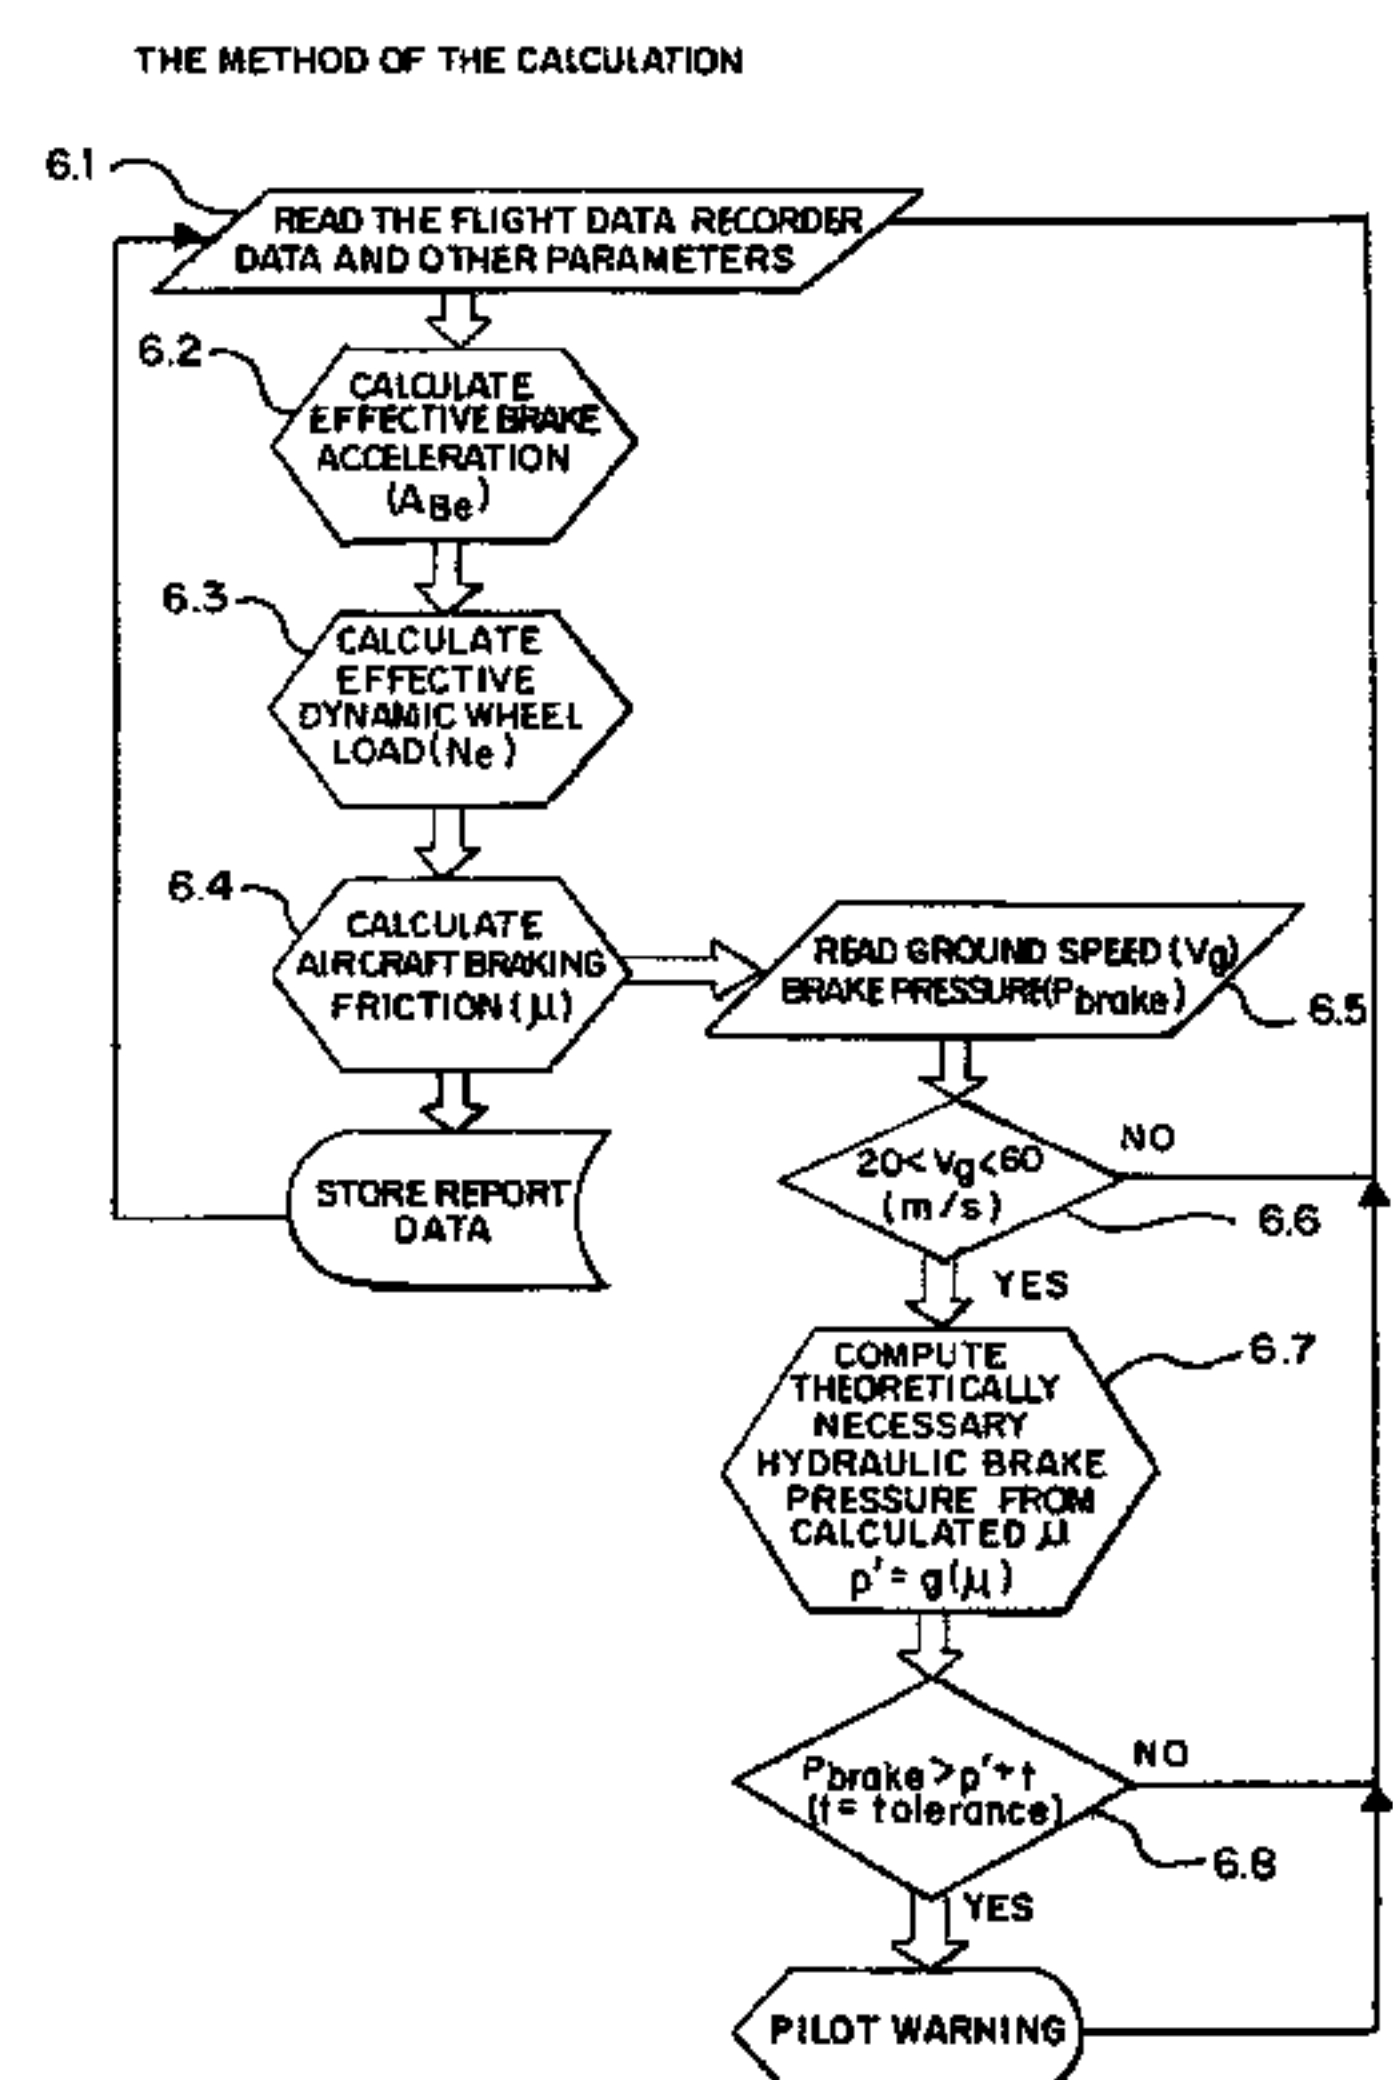 THE METHOD OF THE CALCULATION
6.1
READ THE FLIGHT DATA RECORDER
DATA AND OTHER PARAMETERS
6.2
CALCULATE
EFFECTIVE BRAKE
ACCELERATION
(ABe)
6.3
CALCULATE
EFFECTIVE
DYNAMIC WHEEL
LOAD(Ne)
6.4
CALCULATE
AIRCRAFT BRAKING
FRICTION(μ)
STORE REPORT
DATA
READ GROUND SPEED (Vg)
BRAKE PRESSURE(Pbrake)
6.5
20<Vg<60
(m/s)
NO
6.6
YES
COMPUTE
THEORETICALLY
NECESSARY
HYDRAULIC BRAKE
PRESSURE FROM
CALCULATED μ
p'= g(μ)
6.7
Pbrake>p'+t
(t= tolerance)
NO
6.8
YES
PILOT WARNING